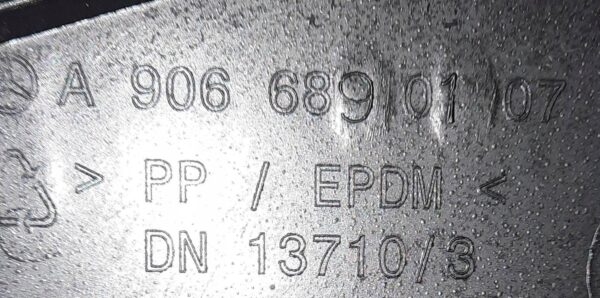 A 906 689 01 07
> PP / EPDM <
DN 13710/3